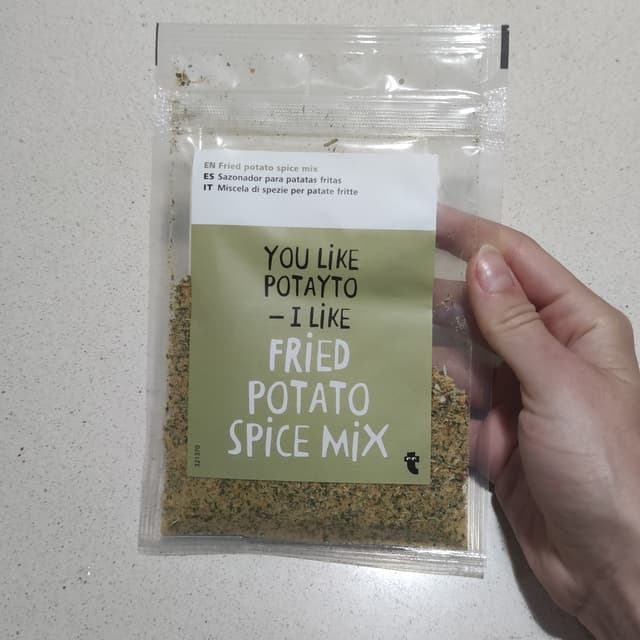 EN Fried potato spice mix
ES Sazonador para patatas fritas
IT Miscela di spezie per patate fritte
YOU LiKE
POTAYTO
– I LiKE
FRiED
POTATO
SPiCE MiX
321370